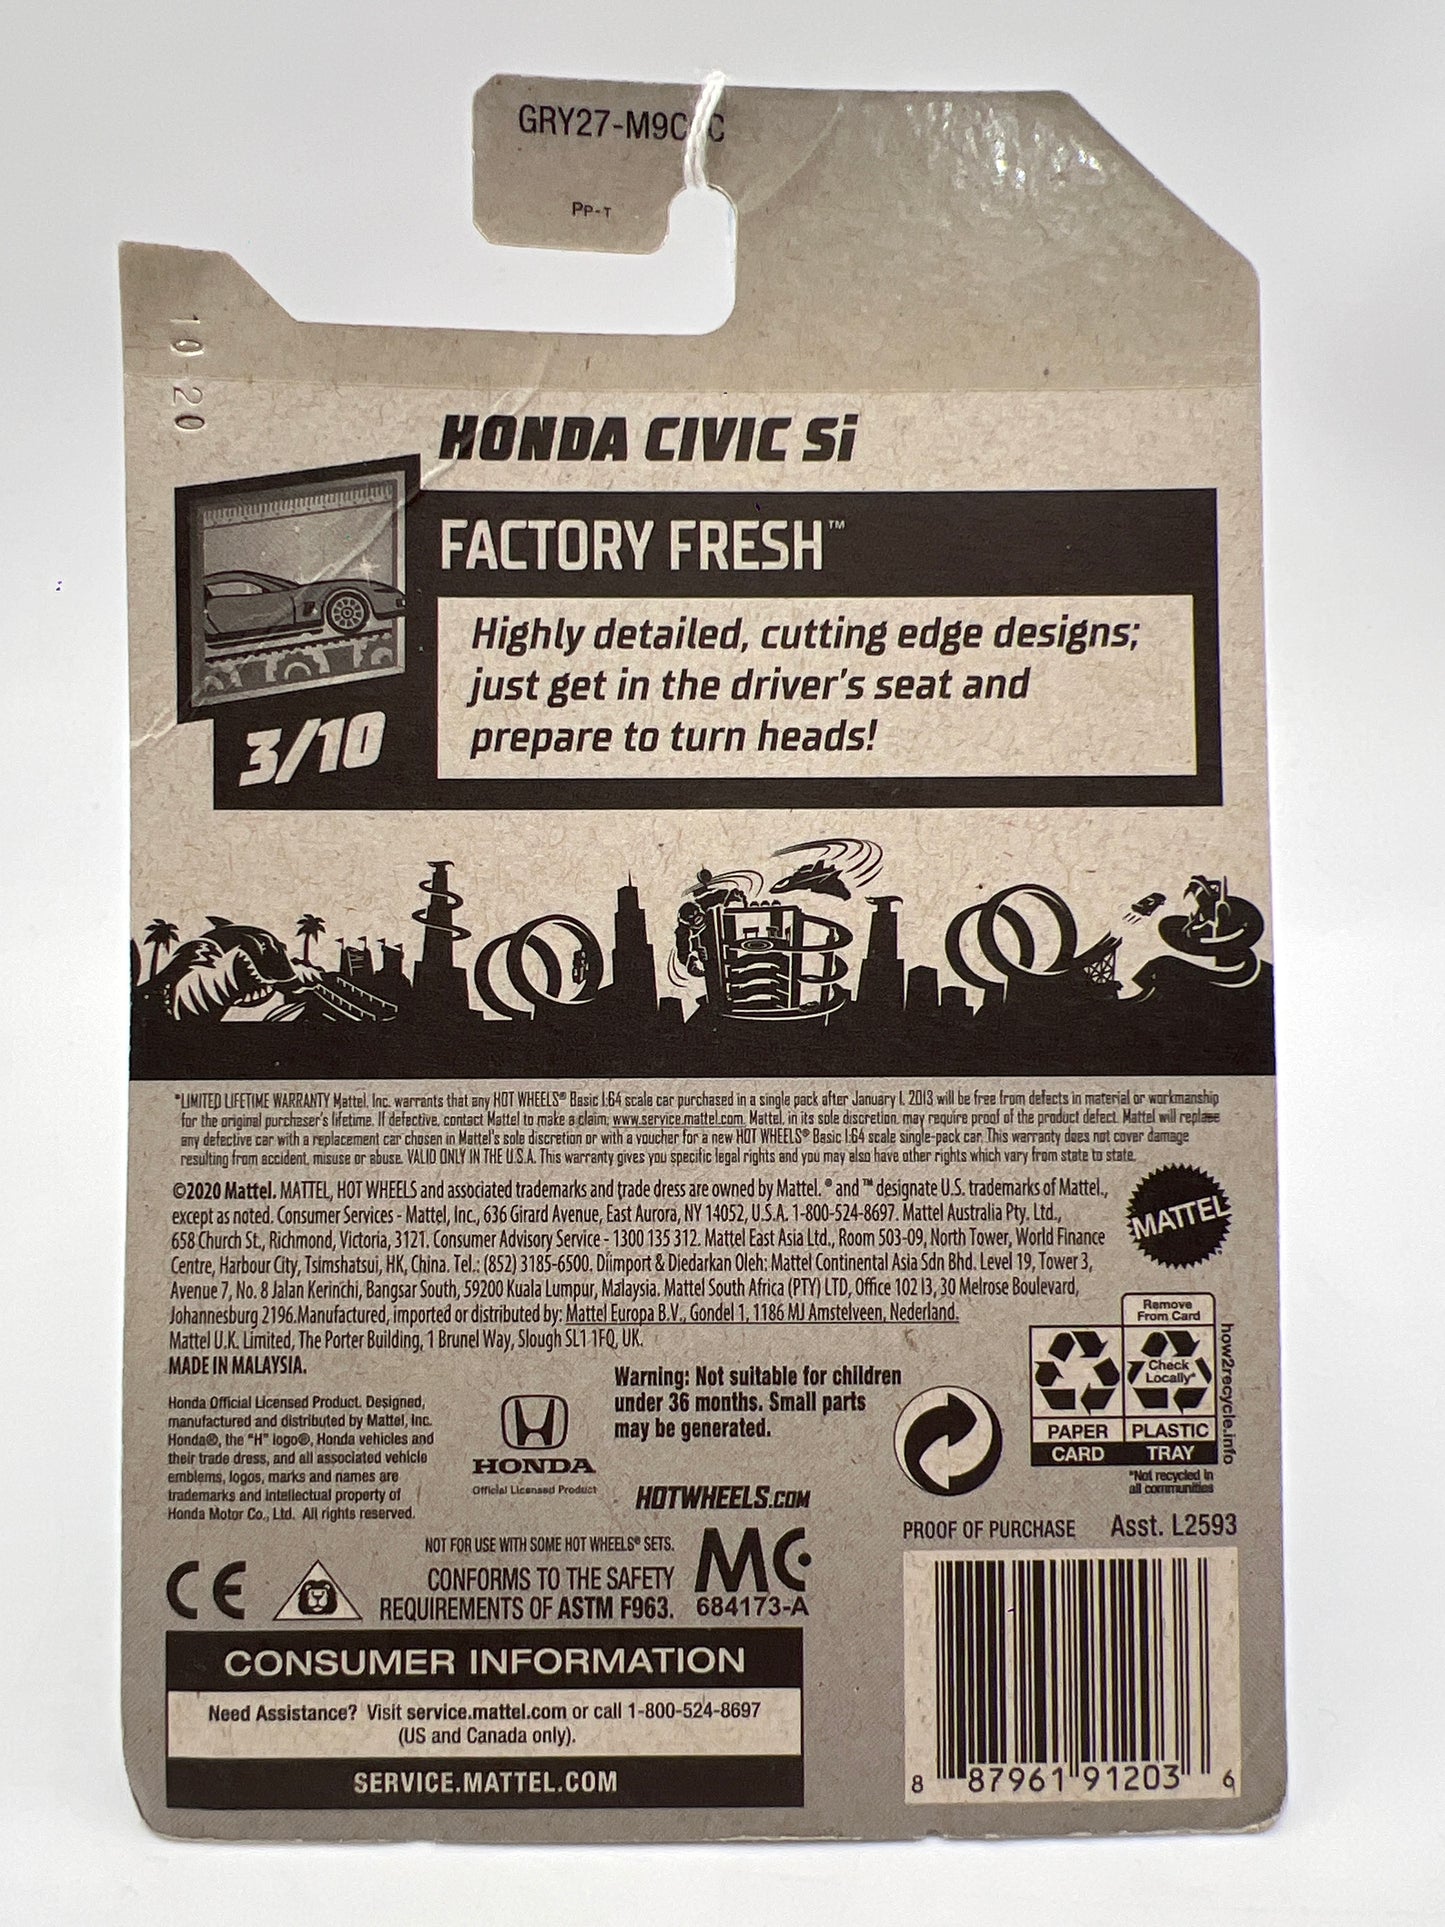 GRY27-M9C
C
PP-T
10-20
HONDA CIVIC Si
FACTORY FRESH™
Highly detailed, cutting edge designs;
just get in the driver's seat and
prepare to turn heads!
3/10
*LIMITED LIFETIME WARRANTY Mattel, Inc. warrants that any HOT WHEELS® Basic 1:64 scale car purchased in a single pack after January 1, 2013 will be free from defects in material or workmanship
for the original purchaser's lifetime. If defective, contact Mattel to make a claim; www.service.mattel.com. Mattel, in its sole discretion, may require proof of the product defect. Mattel will replace
any defective car with a replacement car chosen in Mattel's sole discretion or with a voucher for a new HOT WHEELS® Basic 1:64 scale single-pack car. This warranty does not cover damage
resulting from accident, misuse or abuse. VALID ONLY IN THE U.S.A. This warranty gives you specific legal rights and you may also have other rights which vary from state to state.
©2020 Mattel. MATTEL, HOT WHEELS and associated trademarks and trade dress are owned by Mattel. ® and ™ designate U.S. trademarks of Mattel.,
except as noted. Consumer Services - Mattel, Inc., 636 Girard Avenue, East Aurora, NY 14052, U.S.A. 1-800-524-8697. Mattel Australia Pty. Ltd.,
658 Church St., Richmond, Victoria, 3121. Consumer Advisory Service - 1300 135 312. Mattel East Asia Ltd., Room 503-09, North Tower, World Finance
Centre, Harbour City, Tsimshatsui, HK, China. Tel.: (852) 3185-6500. Diimport & Diedarkan Oleh: Mattel Continental Asia Sdn Bhd. Level 19, Tower 3,
Avenue 7, No. 8 Jalan Kerinchi, Bangsar South, 59200 Kuala Lumpur, Malaysia. Mattel South Africa (PTY) LTD, Office 102 I3, 30 Melrose Boulevard,
Johannesburg 2196.Manufactured, imported or distributed by: Mattel Europa B.V., Gondel 1, 1186 MJ Amstelveen, Nederland.
Mattel U.K. Limited, The Porter Building, 1 Brunel Way, Slough SL1 1FQ, UK.
MADE IN MALAYSIA.
MATTEL
Honda Official Licensed Product. Designed,
manufactured and distributed by Mattel, Inc.
Honda®, the "H" logo®, Honda vehicles and
their trade dress, and all associated vehicle
emblems, logos, marks and names are
trademarks and intellectual property of
Honda Motor Co., Ltd. All rights reserved.
HONDA
Official Licensed Product
Warning: Not suitable for children
under 36 months. Small parts
may be generated.
HOTWHEELS.COM
Remove
From Card
Check
Locally*
PAPER
PLASTIC
CARD
TRAY
*Not recycled in
all communities
how2recycle.info
NOT FOR USE WITH SOME HOT WHEELS® SETS.
CE
CONFORMS TO THE SAFETY
REQUIREMENTS OF ASTM F963.
MC
684173-A
PROOF OF PURCHASE
Asst. L2593
CONSUMER INFORMATION
Need Assistance? Visit service.mattel.com or call 1-800-524-8697
(US and Canada only).
SERVICE.MATTEL.COM
8 87961 91203 6